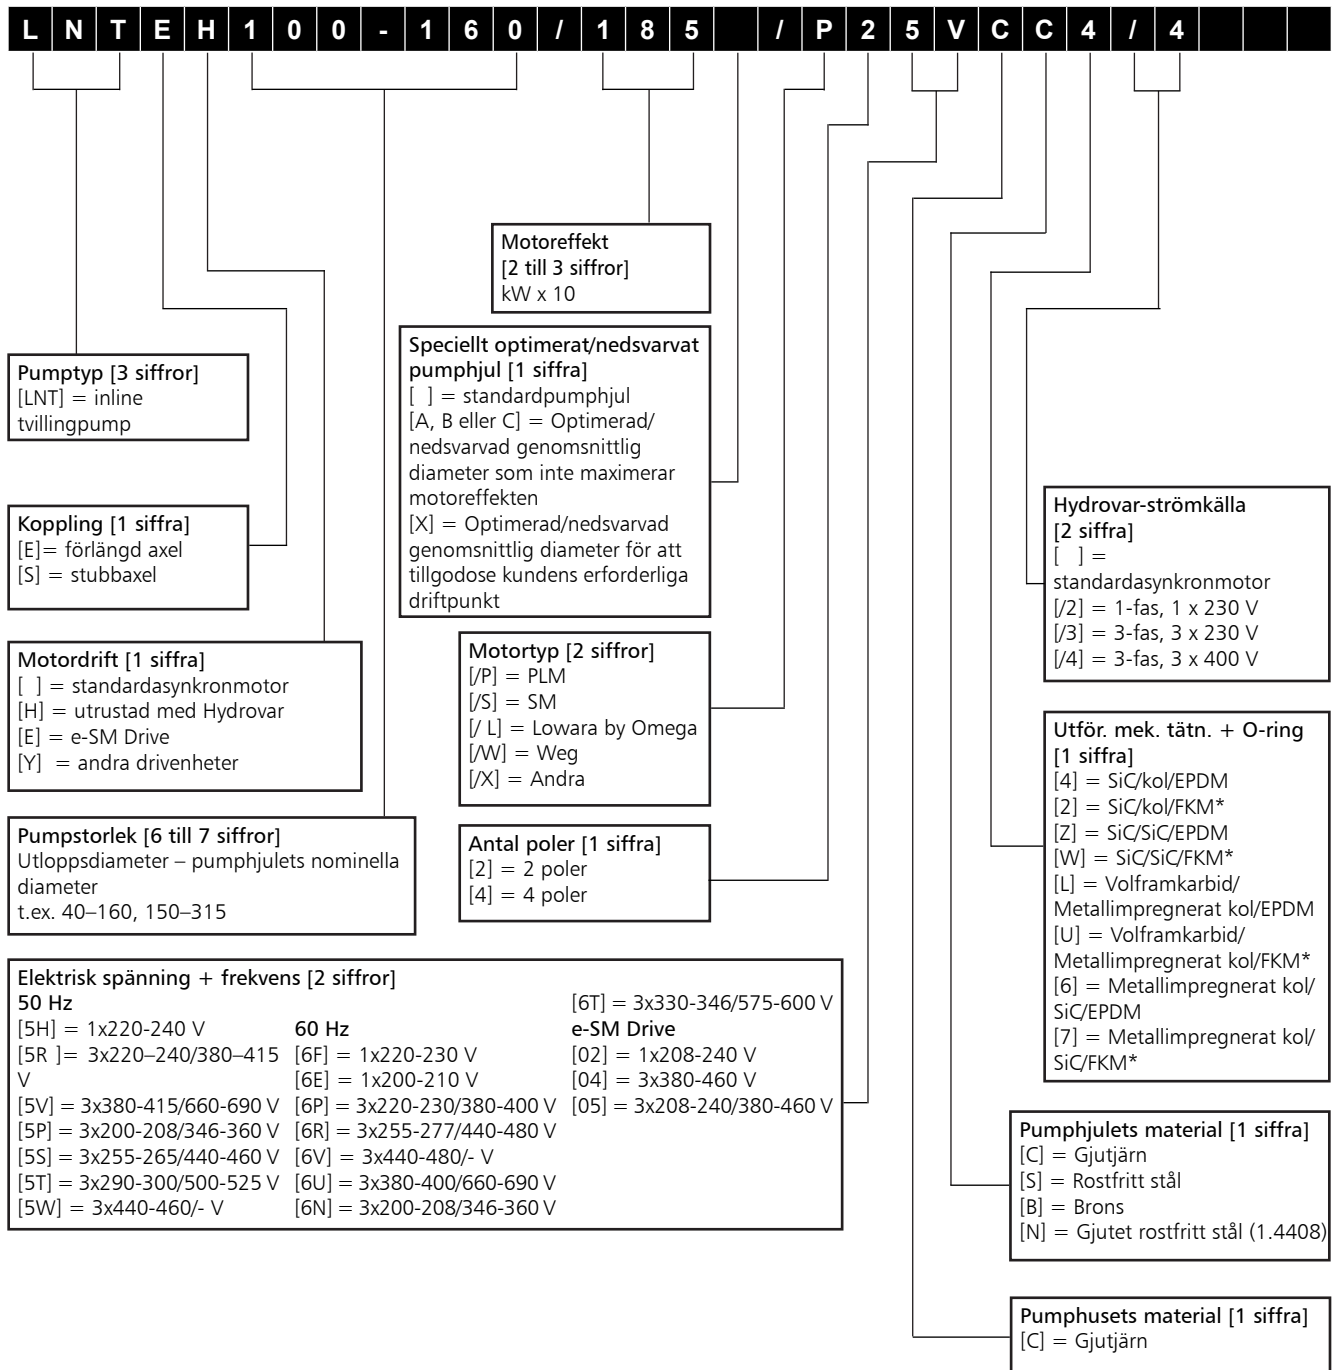 LNTEH100-160/185 /P25VCC4/4
Motoreffekt
[2 till 3 siffror]
kW x 10
Speciellt optimerat/nedsvarvat
pumphjul [1 siffra]
[ ] = standardpumphjul
[A, B eller C] = Optimerad/
nedsvarvad genomsnittlig
diameter som inte maximerar
motoreffekten
[X] = Optimerad/nedsvarvad
genomsnittlig diameter för att
tillgodose kundens erforderliga
driftpunkt
Pumptyp [3 siffror]
[LNT] = inline
tvillingpump
Koppling [1 siffra]
[E]= förlängd axel
[S] = stubbaxel
Hydrovar-strömkälla
[2 siffra]
[ ] =
standardasynkronmotor
[/2] = 1-fas, 1 x 230 V
[/3] = 3-fas, 3 x 230 V
[/4] = 3-fas, 3 x 400 V
Motordrift [1 siffra]
[ ] = standardasynkronmotor
[H] = utrustad med Hydrovar
[E] = e-SM Drive
[Y] = andra drivenheter
Motortyp [2 siffror]
[/P] = PLM
[/S] = SM
[/ L] = Lowara by Omega
[/W] = Weg
[/X] = Andra
Utför. mek. tätn. + O-ring
[1 siffra]
[4] = SiC/kol/EPDM
[2] = SiC/kol/FKM*
[Z] = SiC/SiC/EPDM
[W] = SiC/SiC/FKM*
[L] = Volframkarbid/
Metallimpregnerat kol/EPDM
[U] = Volframkarbid/
Metallimpregnerat kol/FKM*
[6] = Metallimpregnerat kol/
SiC/EPDM
[7] = Metallimpregnerat kol/
SiC/FKM*
Pumpstorlek [6 till 7 siffror]
Utloppsdiameter – pumphjulets nominella
diameter
t.ex. 40–160, 150–315
Antal poler [1 siffra]
[2] = 2 poler
[4] = 4 poler
Elektrisk spänning + frekvens [2 siffror]
50 Hz
[5H] = 1x220-240 V
[5R ]= 3x220–240/380–415
V
[5V] = 3x380-415/660-690 V
[5P] = 3x200-208/346-360 V
[5S] = 3x255-265/440-460 V
[5T] = 3x290-300/500-525 V
[5W] = 3x440-460/- V
60 Hz
[6F] = 1x220-230 V
[6E] = 1x200-210 V
[6P] = 3x220-230/380-400 V
[6R] = 3x255-277/440-480 V
[6V] = 3x440-480/- V
[6U] = 3x380-400/660-690 V
[6N] = 3x200-208/346-360 V
[6T] = 3x330-346/575-600 V
e-SM Drive
[02] = 1x208-240 V
[04] = 3x380-460 V
[05] = 3x208-240/380-460 V
Pumphjulets material [1 siffra]
[C] = Gjutjärn
[S] = Rostfritt stål
[B] = Brons
[N] = Gjutet rostfritt stål (1.4408)
Pumphusets material [1 siffra]
[C] = Gjutjärn